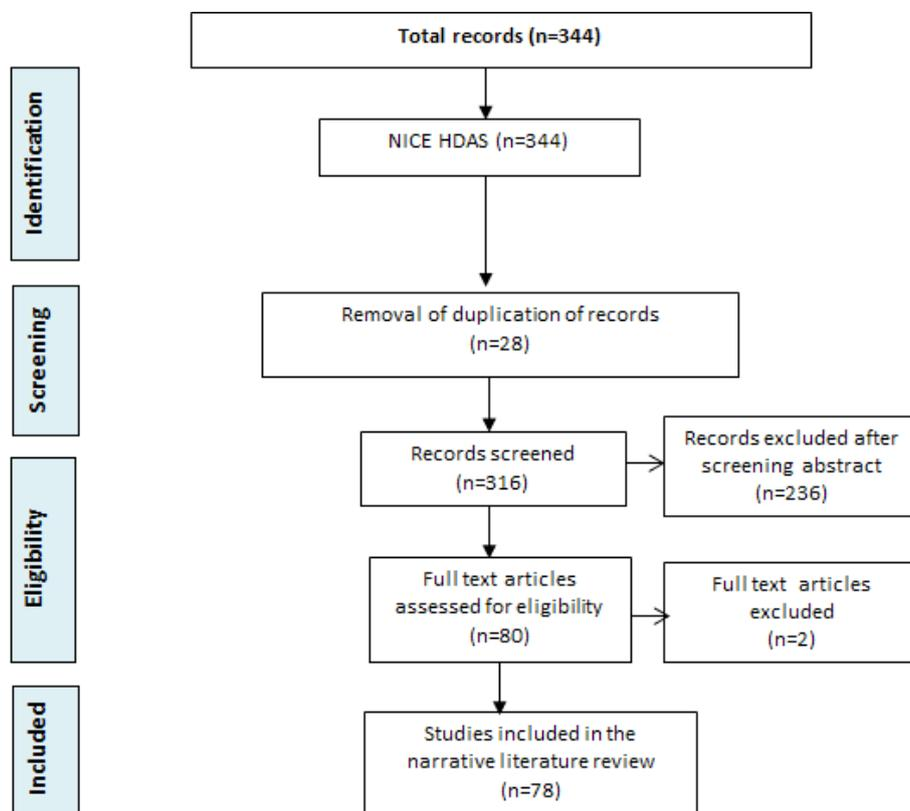 Total records (n=344)
Identification
NICE HDAS (n=344)
Screening
Removal of duplication of records
(n=28)
Records screened
(n=316)
Records excluded after
screening abstract
(n=236)
Eligibility
Full text articles
assessed for eligibility
(n=80)
Full text articles
excluded
(n=2)
Included
Studies included in the
narrative literature review
(n=78)